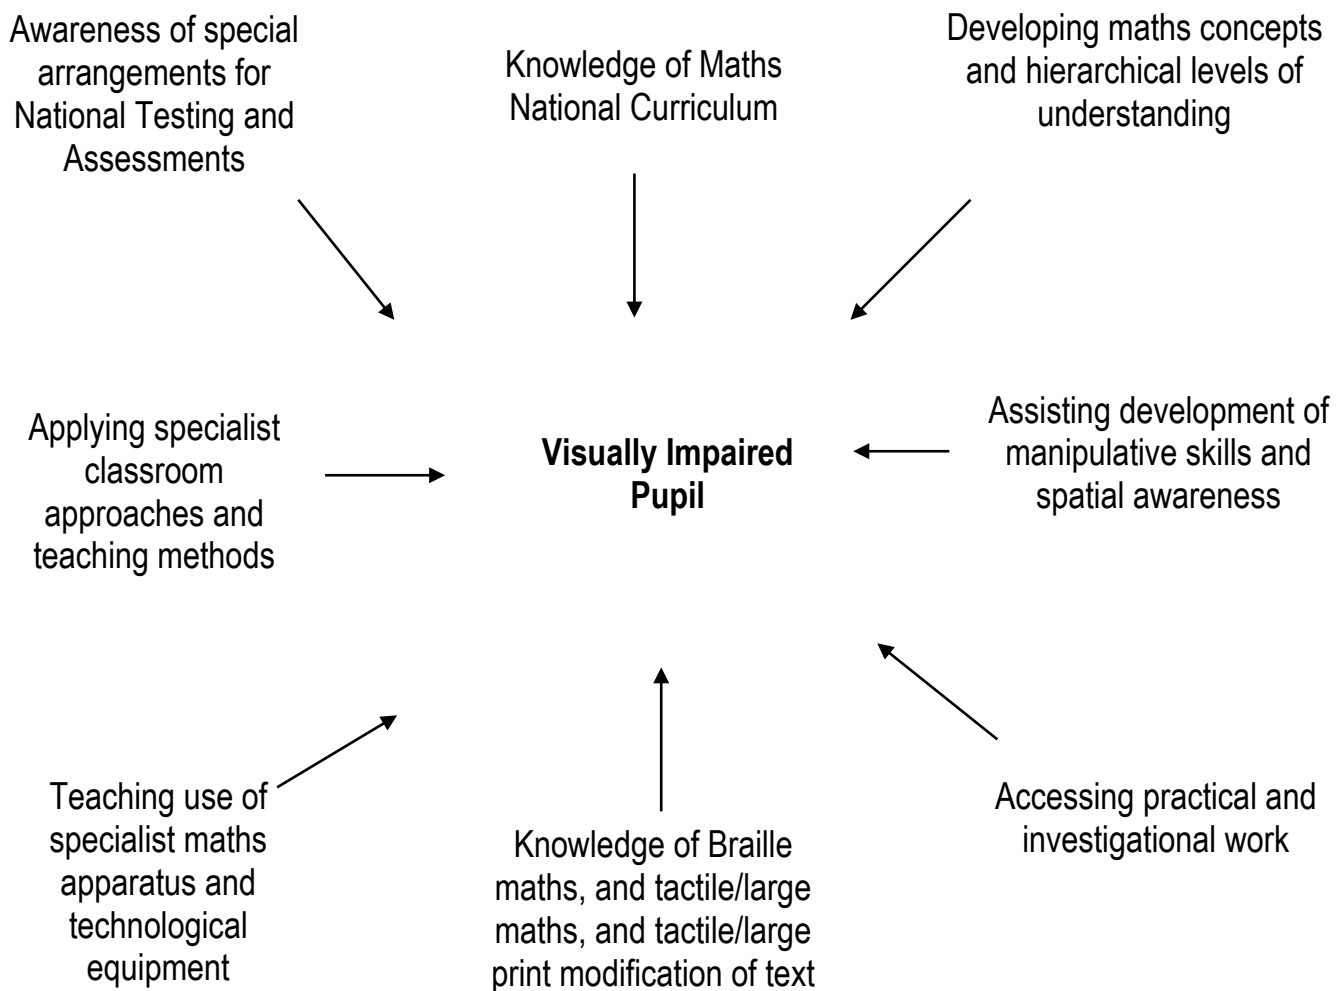 Awareness of special
arrangements for
National Testing and
Assessments
Knowledge of Maths
National Curriculum
Developing maths concepts
and hierarchical levels of
understanding
Applying specialist
classroom
approaches and
teaching methods
Visually Impaired
Pupil
Assisting development of
manipulative skills and
spatial awareness
Teaching use of
specialist maths
apparatus and
technological
equipment
Knowledge of Braille
maths, and tactile/large
maths, and tactile/large
print modification of text
Accessing practical and
investigational work